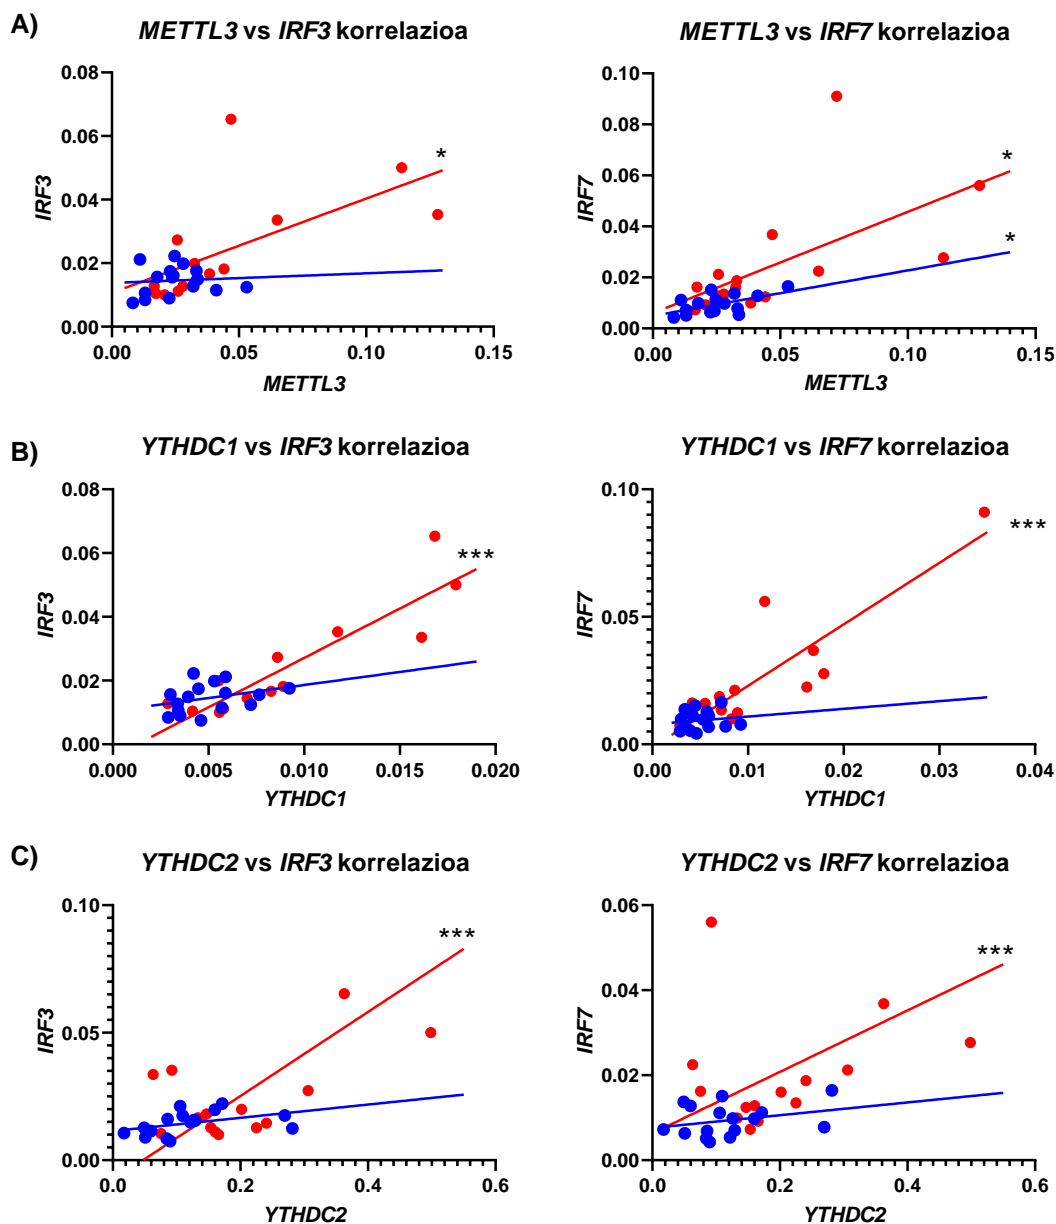 A)
METTL3 vs IRF3 korrelazioa
METTL3 vs IRF7 korrelazioa
0.08
0.06
0.04
0.02
0.00
IRF3
*
0.00 0.05 0.10 0.15
METTL3
0.10
0.08
0.06
0.04
0.02
0.00
IRF7
*
*
0.00 0.05 0.10 0.15
METTL3
B)
YTHDC1 vs IRF3 korrelazioa
YTHDC1 vs IRF7 korrelazioa
0.08
0.06
0.04
0.02
0.00
IRF3
***
0.000 0.005 0.010 0.015 0.020
YTHDC1
0.10
0.05
0.00
IRF7
***
0.00 0.01 0.02 0.03 0.04
YTHDC1
C)
YTHDC2 vs IRF3 korrelazioa
YTHDC2 vs IRF7 korrelazioa
0.10
0.05
0.00
IRF3
***
0.0 0.2 0.4 0.6
YTHDC2
0.06
0.04
0.02
0.00
IRF7
***
0.0 0.2 0.4 0.6
YTHDC2